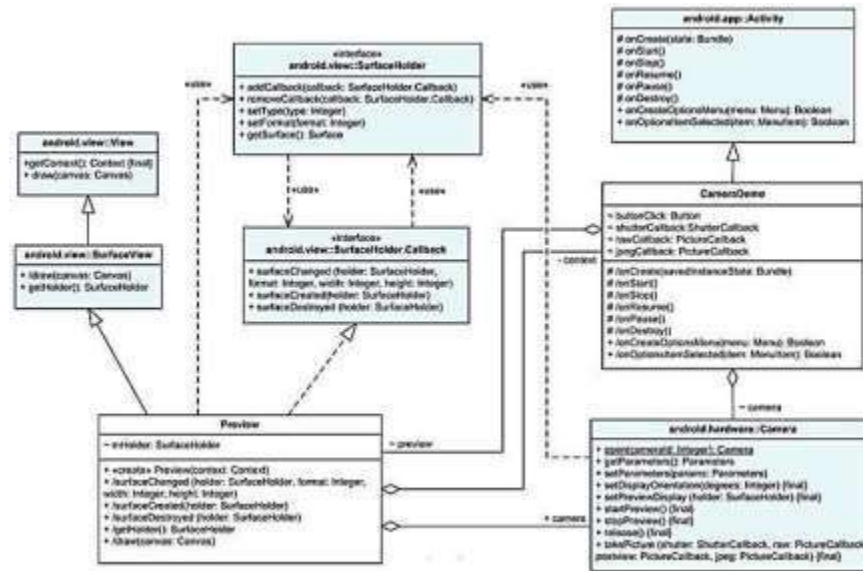 «interface»
android.view::SurfaceHolder
+ addCallback(callback: SurfaceHolder.Callback)
+ removeCallback(callback: SurfaceHolder.Callback)
+ setType(type: Integer)
+ setFormat(format: Integer)
+ getSurface(): Surface
android.app::Activity
# onCreate(state: Bundle)
# onStart()
# onStop()
# onResume()
# onPause()
# onDestroy()
+ onCreateOptionsMenu(menu: Menu): Boolean
+ onOptionsItemSelected(item: MenuItem): Boolean
«use»
«use»
android.view::View
+getContext(): Context {final}
+ draw(canvas: Canvas)
«use»
«use»
android.view::SurfaceView
+ /draw(canvas: Canvas)
+ getHolder(): SurfaceHolder
«interface»
android.view::SurfaceHolder.Callback
+ surfaceChanged (holder: SurfaceHolder,
format: Integer, width: Integer, height: Integer)
+ surfaceCreated(holder: SurfaceHolder)
+ surfaceDestroyed (holder: SurfaceHolder)
CameraDemo
~ buttonClick: Button
~ shutterCallback:ShutterCallback
~ rawCallback: PictureCallback
~ jpegCallback: PictureCallback
# /onCreate(savedInstanceState: Bundle)
# /onStart()
# /onStop()
# /onResume()
# /onPause()
# /onDestroy()
+ /onCreateOptionsMenu(menu: Menu): Boolean
+ /onOptionsItemSelected(item: MenuItem): Boolean
- context
~ camera
~ preview
+ camera
Preview
~ mHolder: SurfaceHolder
+ «create» Preview(context: Context)
+ /surfaceChanged (holder: SurfaceHolder, format: Integer,
width: Integer, height: Integer)
+ /surfaceCreated(holder: SurfaceHolder)
+ /surfaceDestroyed (holder: SurfaceHolder)
+ /getHolder(): SurfaceHolder
+ /draw(canvas: Canvas)
android.hardware::Camera
+ open(cameraId: Integer): Camera
+ getParameters(): Parameters
+ setParameters(params: Parameters)
+ setDisplayOrientation(degrees: Integer) {final}
+ setPreviewDisplay (holder: SurfaceHolder) {final}
+ startPreview() {final}
+ stopPreview() {final}
+ release() {final}
+ takePicture (shutter: ShutterCallback, raw: PictureCallback
postview: PictureCallback, jpeg: PictureCallback) {final}